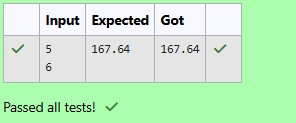 Input Expected Got
5 167.64 167.64
6
Passed all tests!